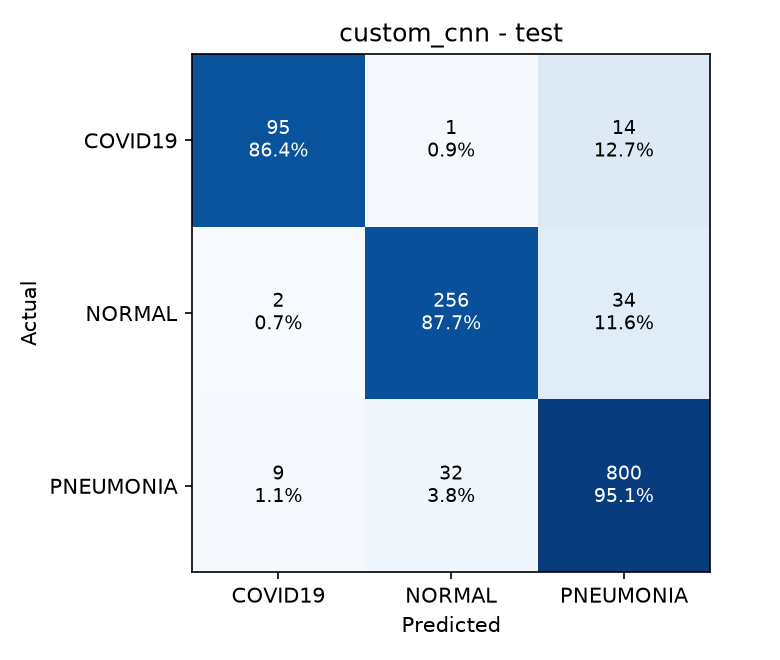 custom_cnn - test
COVID19
95
86.4%
1
0.9%
14
12.7%
NORMAL
2
0.7%
256
87.7%
34
11.6%
PNEUMONIA
9
1.1%
32
3.8%
800
95.1%
Actual
COVID19
NORMAL
PNEUMONIA
Predicted